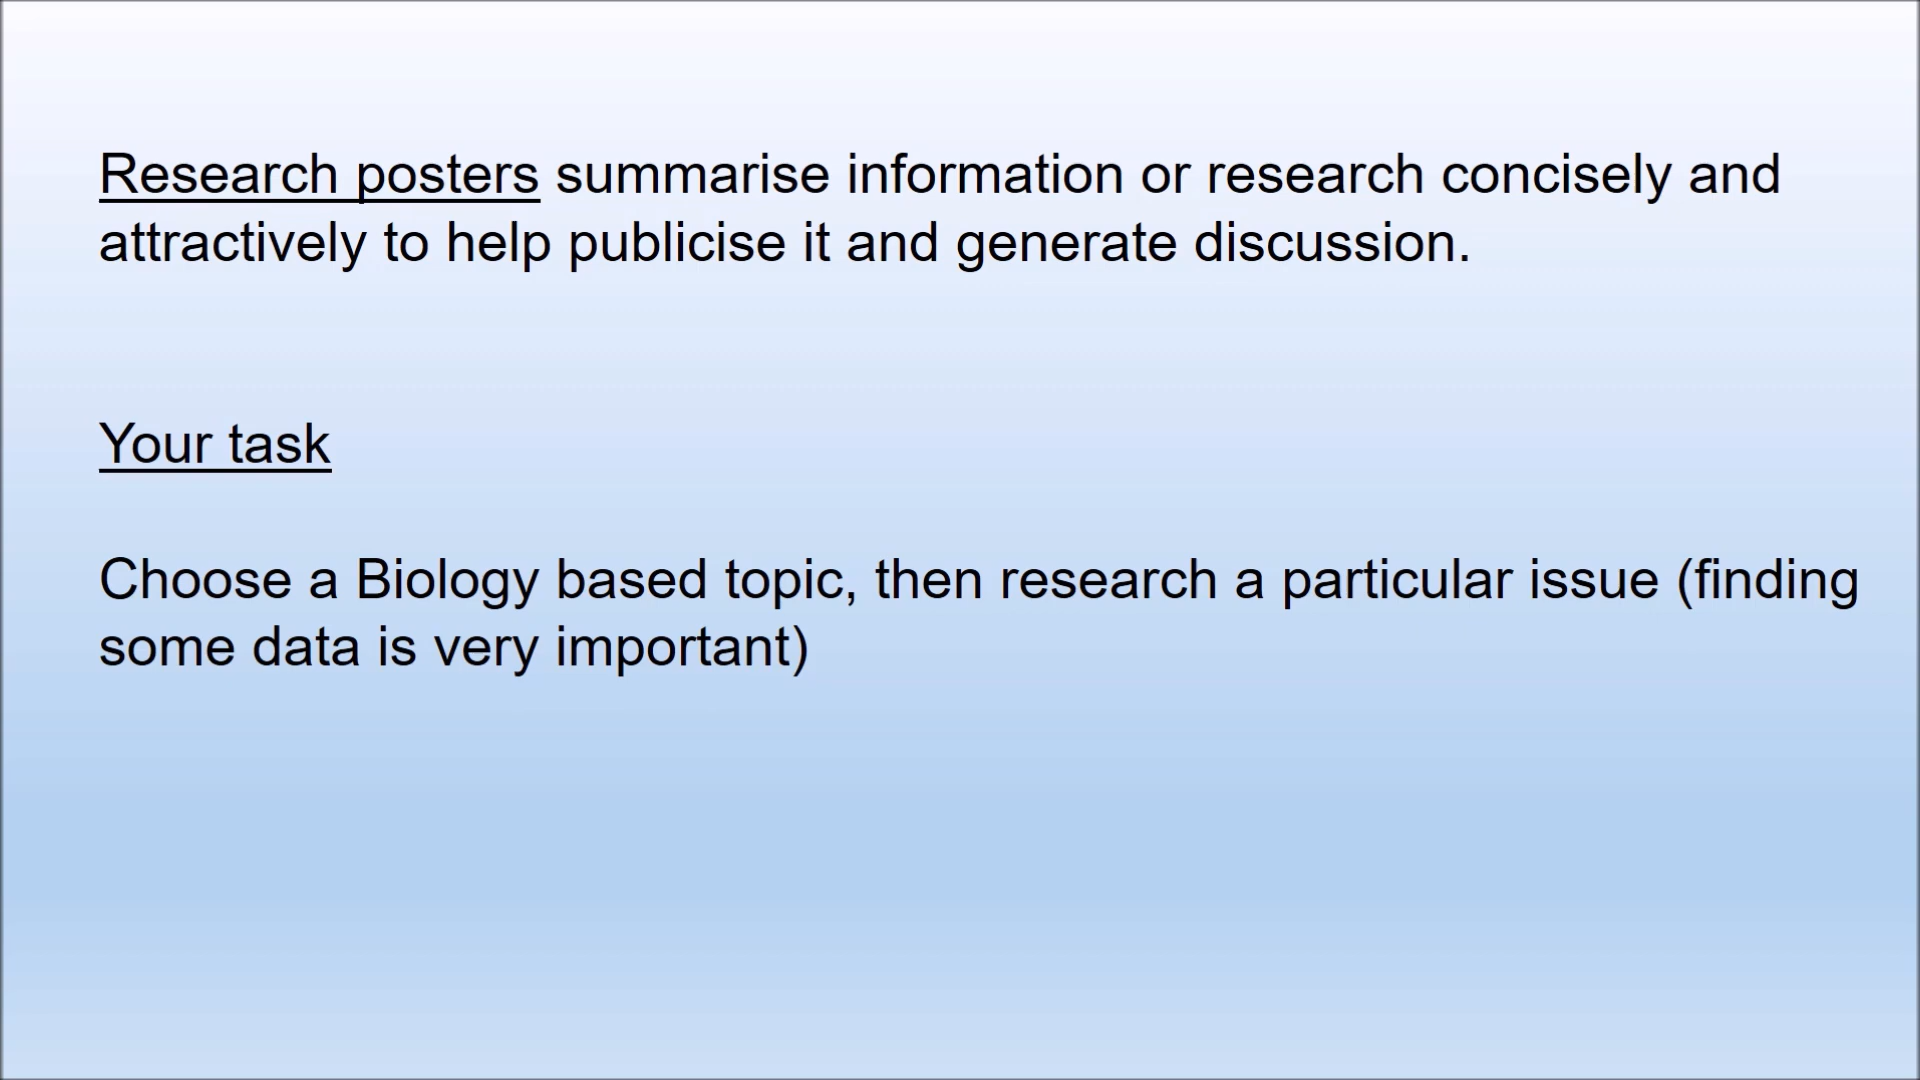 Research posters summarise information or research concisely and
attractively to help publicise it and generate discussion.
Your task
Choose a Biology based topic, then research a particular issue (finding
some data is very important)